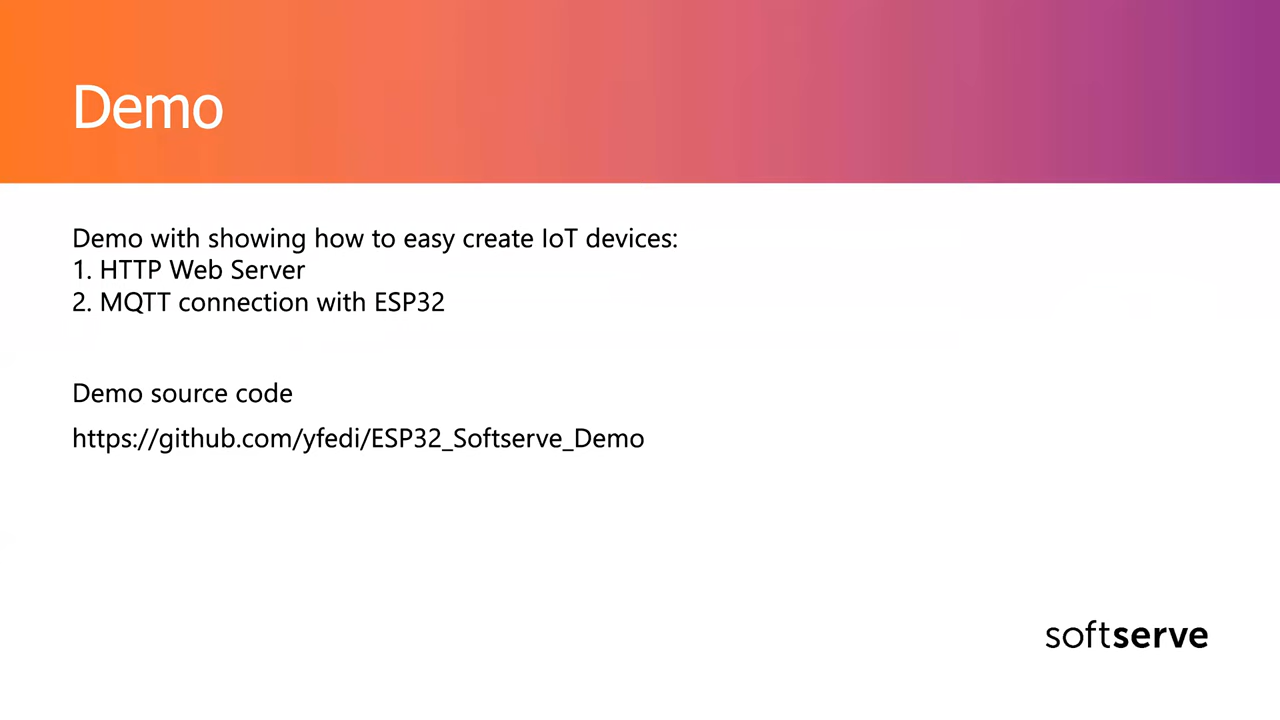 Demo
Demo with showing how to easy create IoT devices:
1. HTTP Web Server
2. MQTT connection with ESP32
Demo source code
https://github.com/yfedi/ESP32_Softserve_Demo
softserve